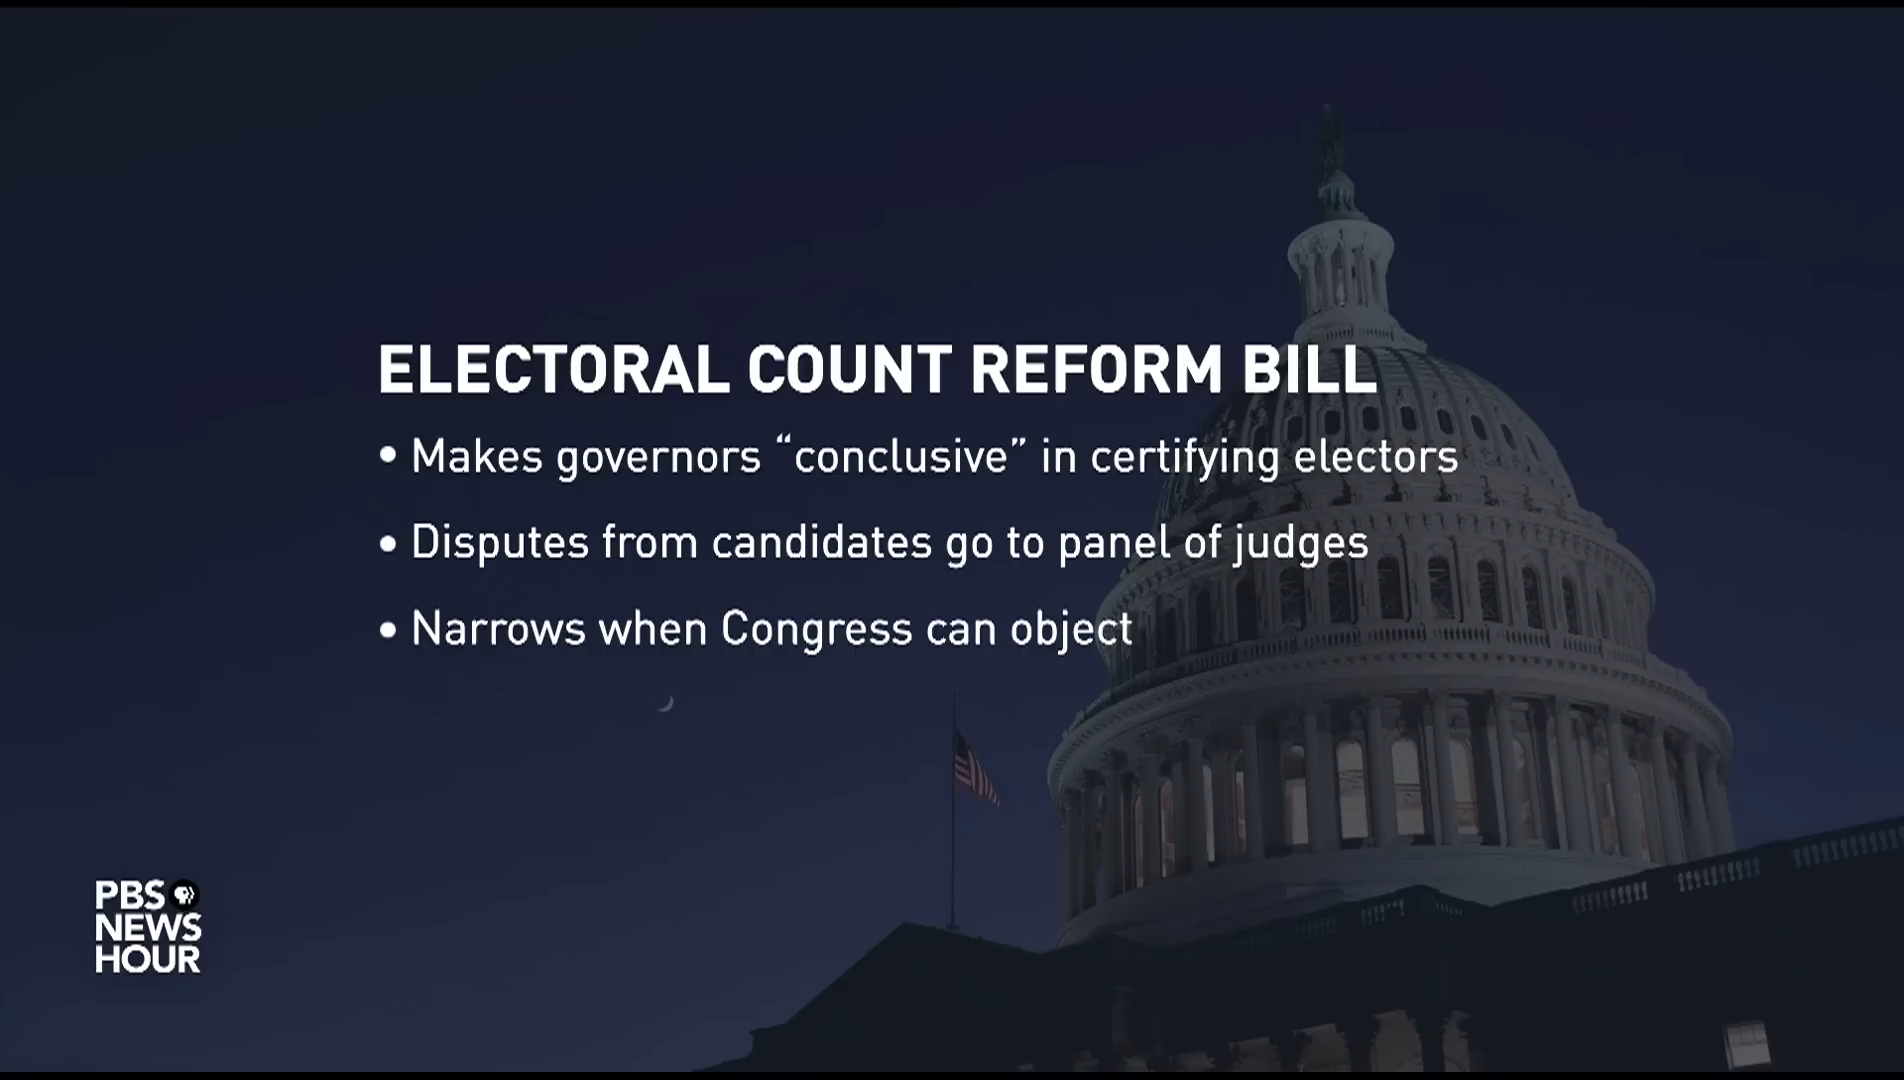 ELECTORAL COUNT REFORM BILL
• Makes governors “conclusive” in certifying electors
• Disputes from candidates go to panel of judges
• Narrows when Congress can object
PBS
NEWS
HOUR